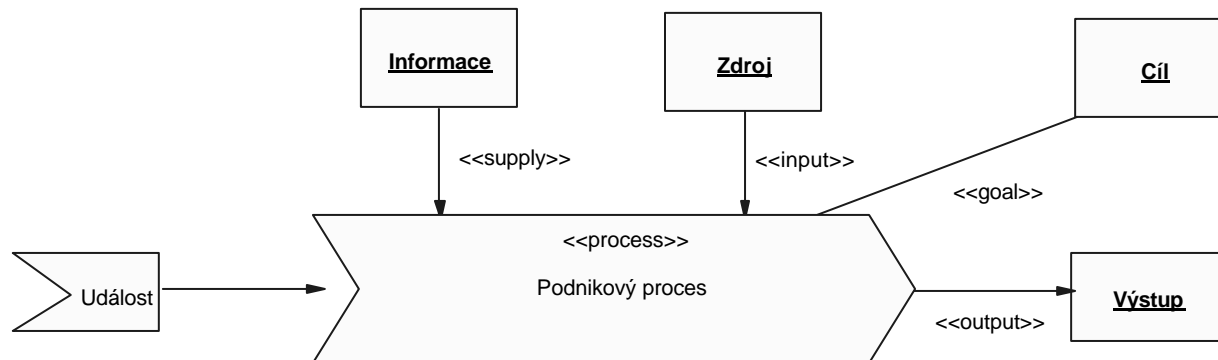 Informace
Zdroj
Cíl
<<supply>>
<<input>>
<<goal>>
<<process>>
Událost
Podnikový proces
Výstup
<<output>>